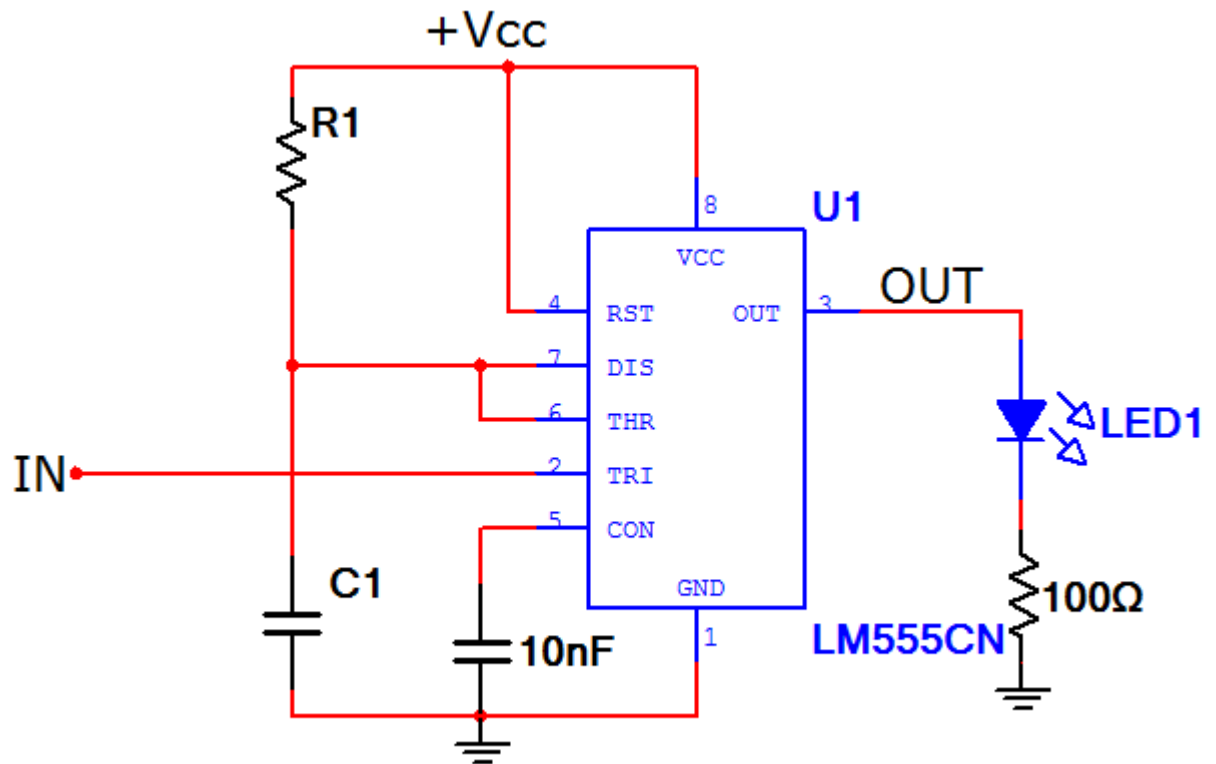 +Vcc
R1
8
U1
VCC
OUT
4
RST
OUT
3
7
DIS
6
THR
LED1
IN
2
TRI
5
CON
C1
GND
100Ω
10nF
1
LM555CN